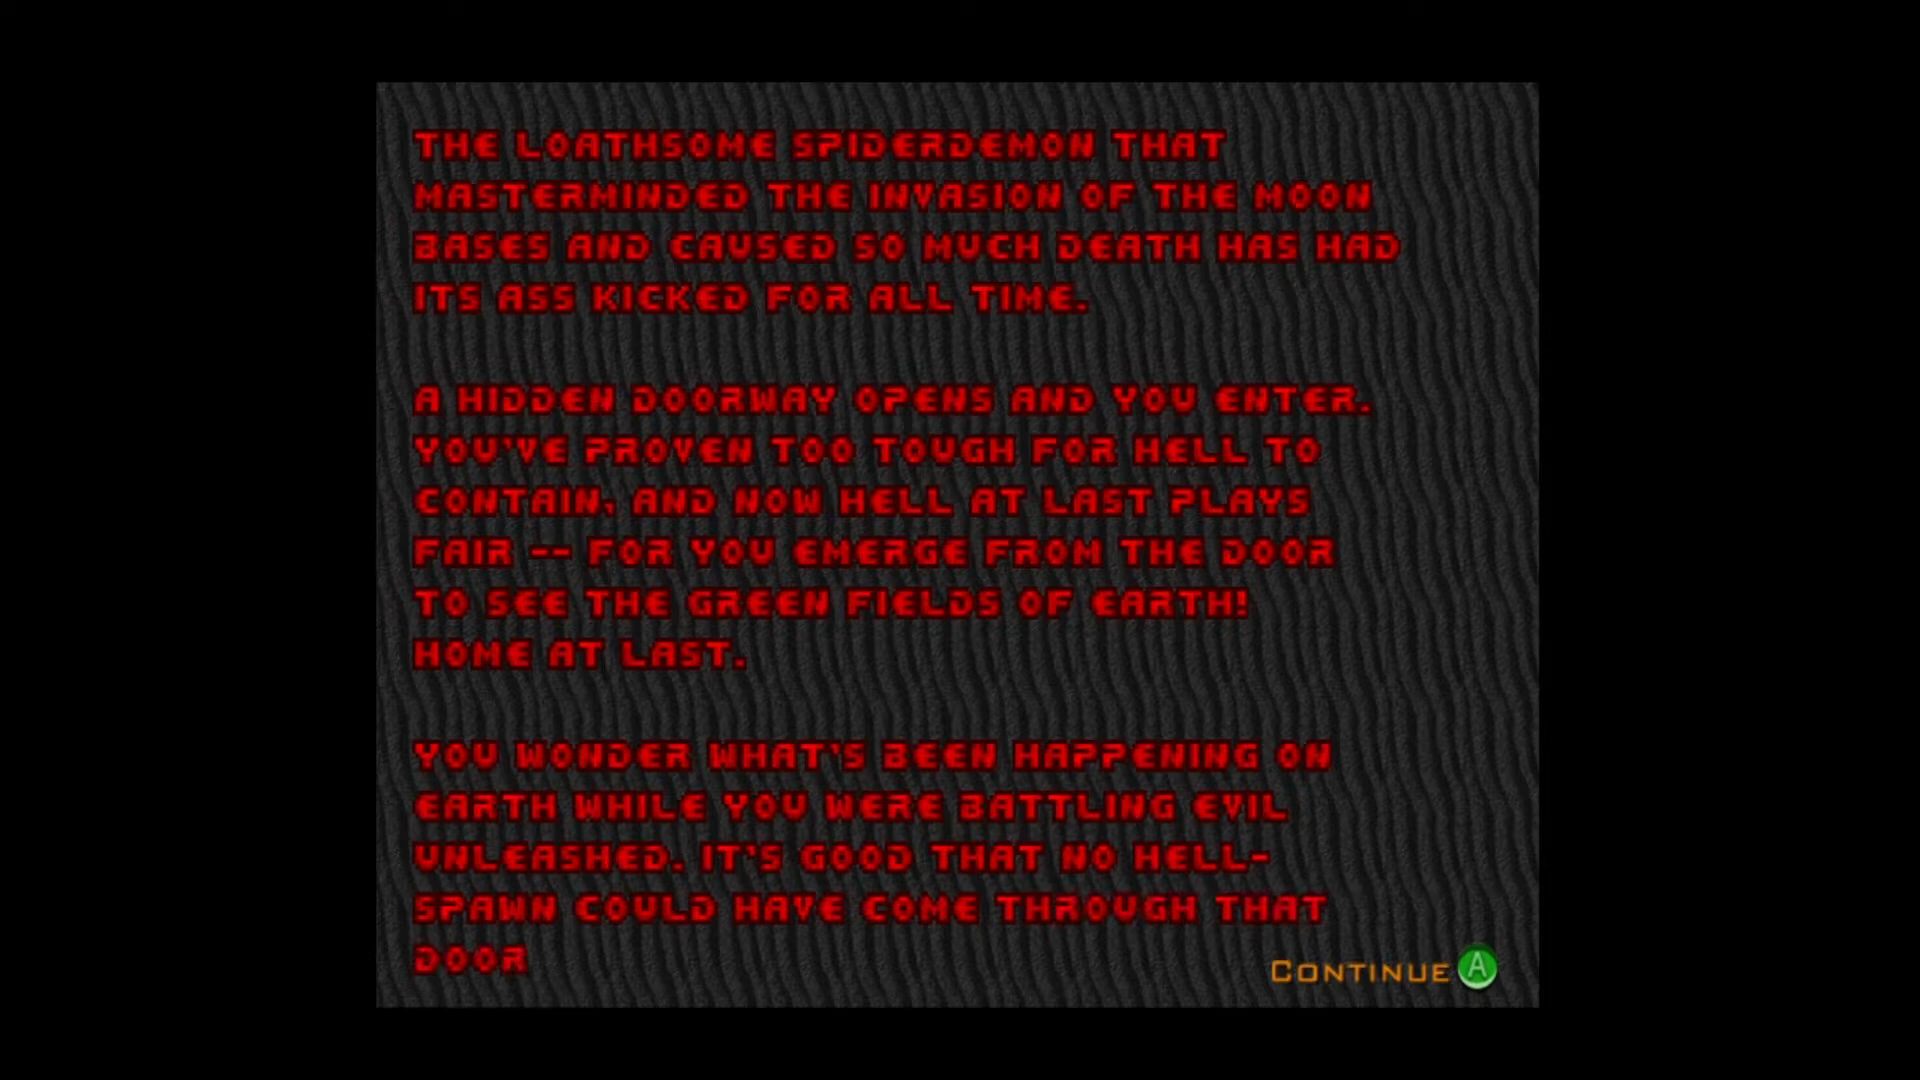 THE LOATHSOME SPIDERDEMON THAT
MASTERMINDED THE INVASION OF THE MOON
BASES AND CAUSED SO MUCH DEATH HAS HAD
ITS ASS KICKED FOR ALL TIME.
A HIDDEN DOORWAY OPENS AND YOU ENTER.
YOU'VE PROVEN TOO TOUGH FOR HELL TO
CONTAIN, AND NOW HELL AT LAST PLAYS
FAIR -- FOR YOU EMERGE FROM THE DOOR
TO SEE THE GREEN FIELDS OF EARTH!
HOME AT LAST.
YOU WONDER WHAT'S BEEN HAPPENING ON
EARTH WHILE YOU WERE BATTLING EVIL
UNLEASHED. IT'S GOOD THAT NO HELL-
SPAWN COULD HAVE COME THROUGH THAT
DOOR
CONTINUE A